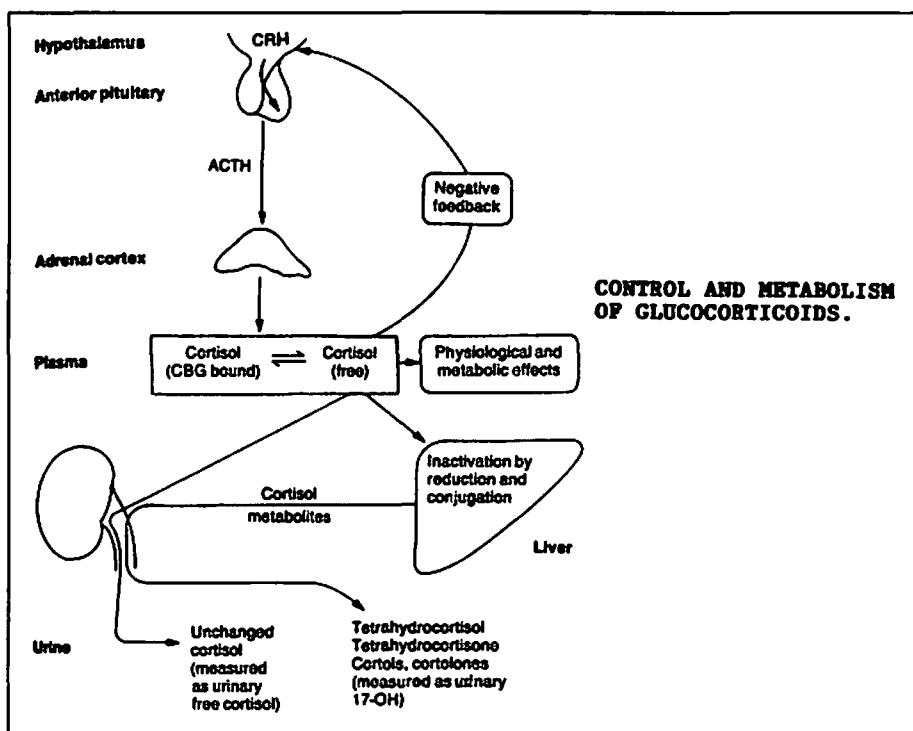 Hypothalamus
CRH
Anterior pituitary
ACTH
Negative
feedback
Adrenal cortex
CONTROL AND METABOLISM
OF GLUCOCORTICOIDS.
Plasma
Cortisol
(CBG bound)
⇌
Cortisol
(free)
Physiological and
metabolic effects
Inactivation by
reduction and
conjugation
Cortisol
metabolites
Liver
Urine
Unchanged
cortisol
(measured
as urinary
free cortisol)
Tetrahydrocortisol
Tetrahydrocortisone
Cortols, cortolones
(measured as urinary
17-OH)